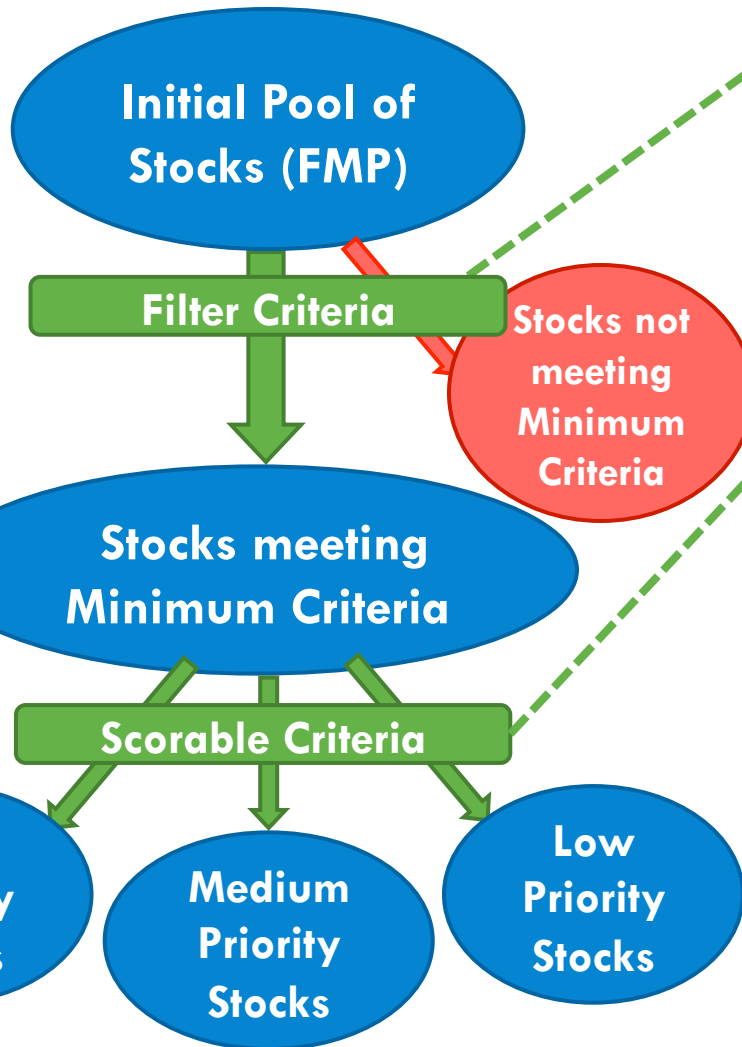 Initial Pool of
Stocks (FMP)
Filter Criteria
Stocks not
meeting
Minimum
Criteria
Stocks meeting
Minimum Criteria
Scorable Criteria
Medium
Priority
Stocks
Low
Priority
Stocks